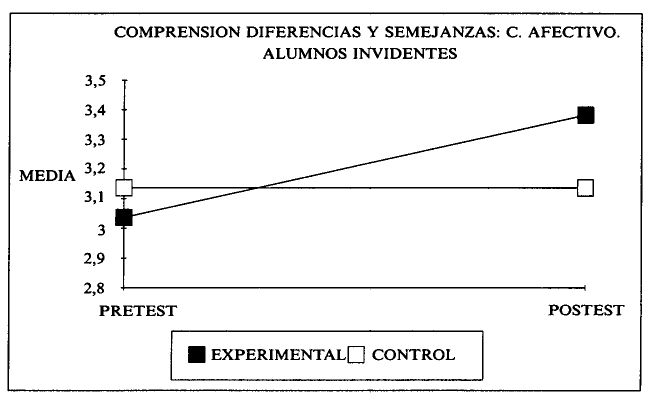 COMPRENSION DIFERENCIAS Y SEMEJANZAS: C. AFECTIVO.
ALUMNOS INVIDENTES
3,5
3,4
3,3
3,2
MEDIA
3,1
3
2,9
2,8
PRETEST POSTEST
EXPERIMENTAL CONTROL